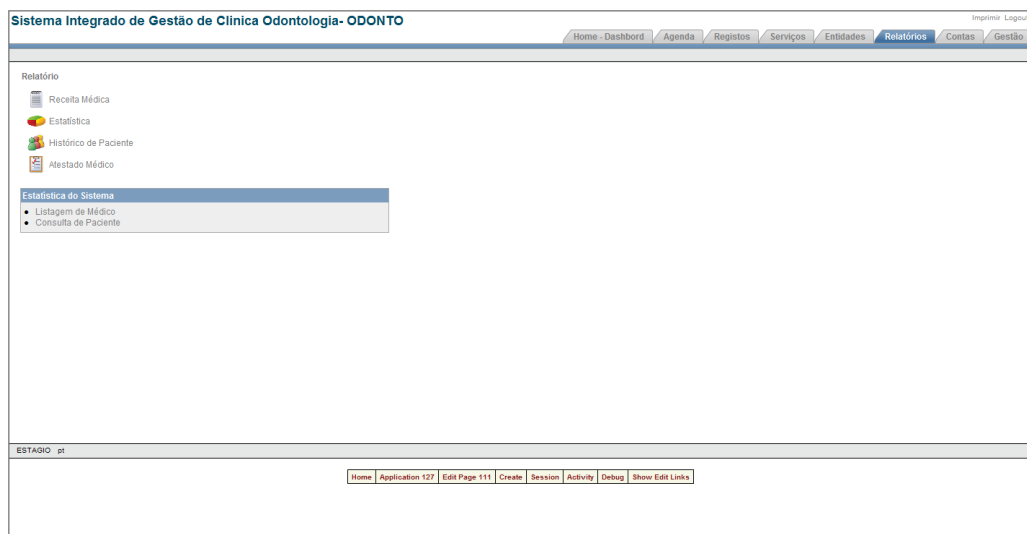 Sistema Integrado de Gestão de Clinica Odontologia- ODONTO
Imprimir Logout
Home - Dashbord Agenda Registos Serviços Entidades Relatórios Contas Gestão
Relatório
Receita Médica
Estatística
Histórico de Paciente
Atestado Médico
Estatística do Sistema
Listagem de Médico
Consulta de Paciente
ESTAGIO pt
Home Application 127 Edit Page 111 Create Session Activity Debug Show Edit Links